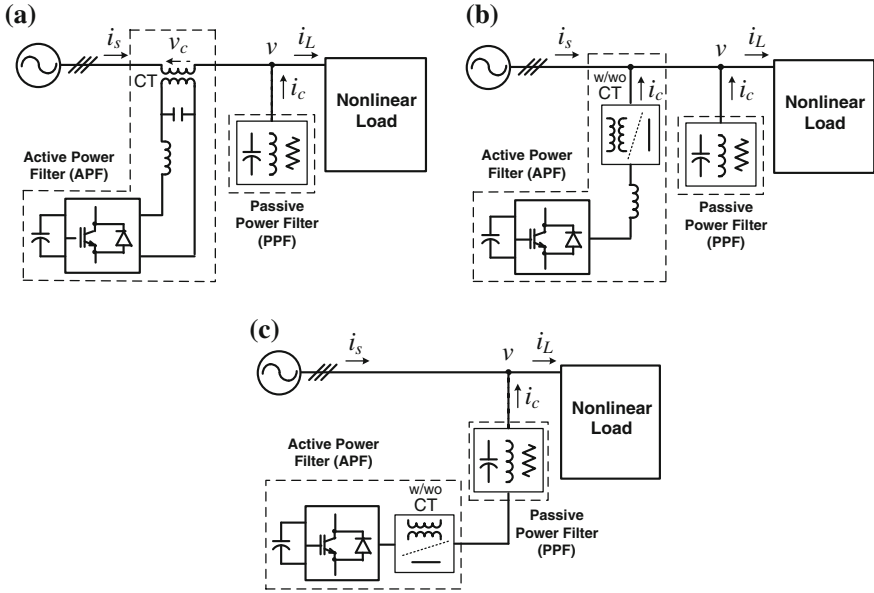 (a)
i_s
v_c
CT
v
i_L
i_c
Nonlinear
Load
Active Power
Filter (APF)
Passive
Power Filter
(PPF)
(b)
i_s
w/wo
CT
i_c
v
i_L
i_c
Nonlinear
Load
Active Power
Filter (APF)
Passive
Power Filter
(PPF)
(c)
i_s
v
i_L
i_c
Nonlinear
Load
Active Power
Filter (APF)
w/wo
CT
Passive
Power Filter
(PPF)